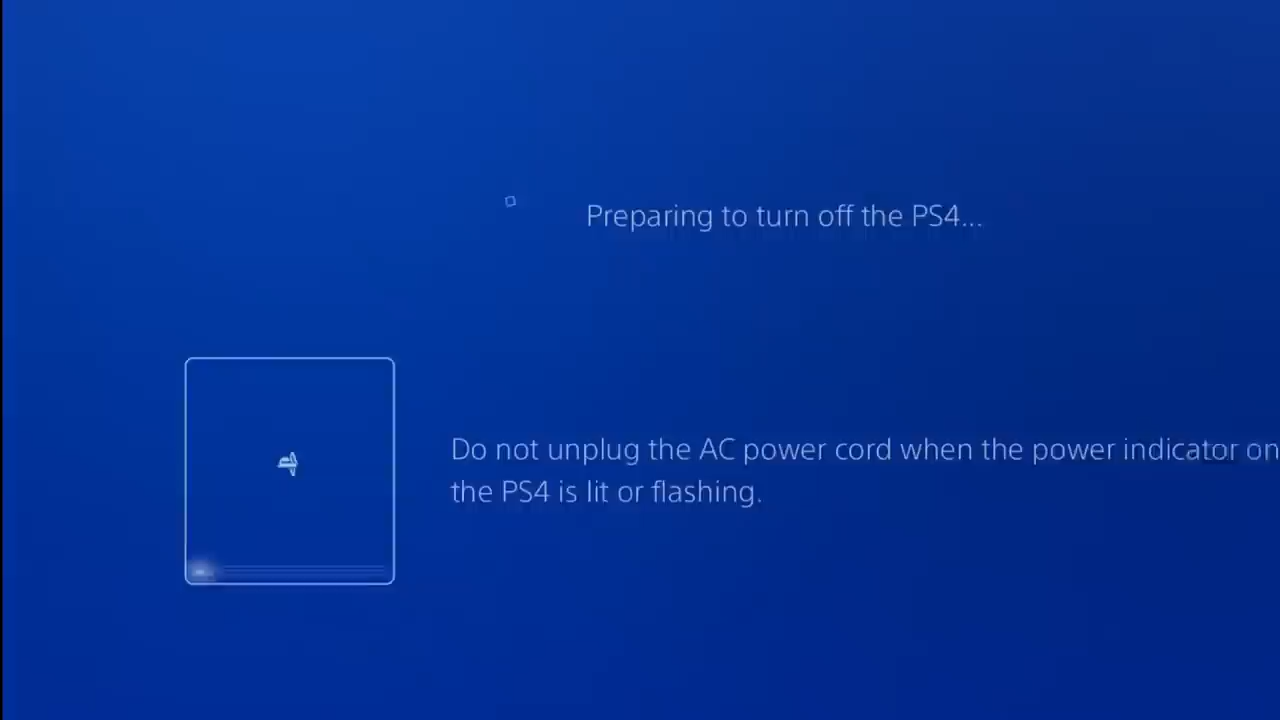 Preparing to turn off the PS4...
Do not unplug the AC power cord when the power indicator on
the PS4 is lit or flashing.